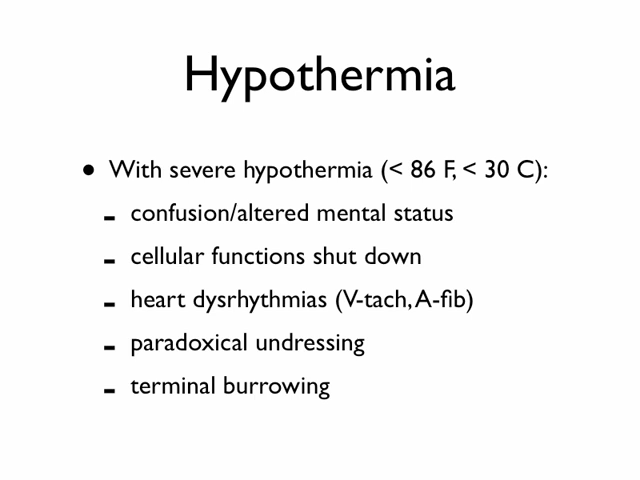 Hypothermia
• With severe hypothermia (< 86 F, < 30 C):
- confusion/altered mental status
- cellular functions shut down
- heart dysrhythmias (V-tach, A-fib)
- paradoxical undressing
- terminal burrowing